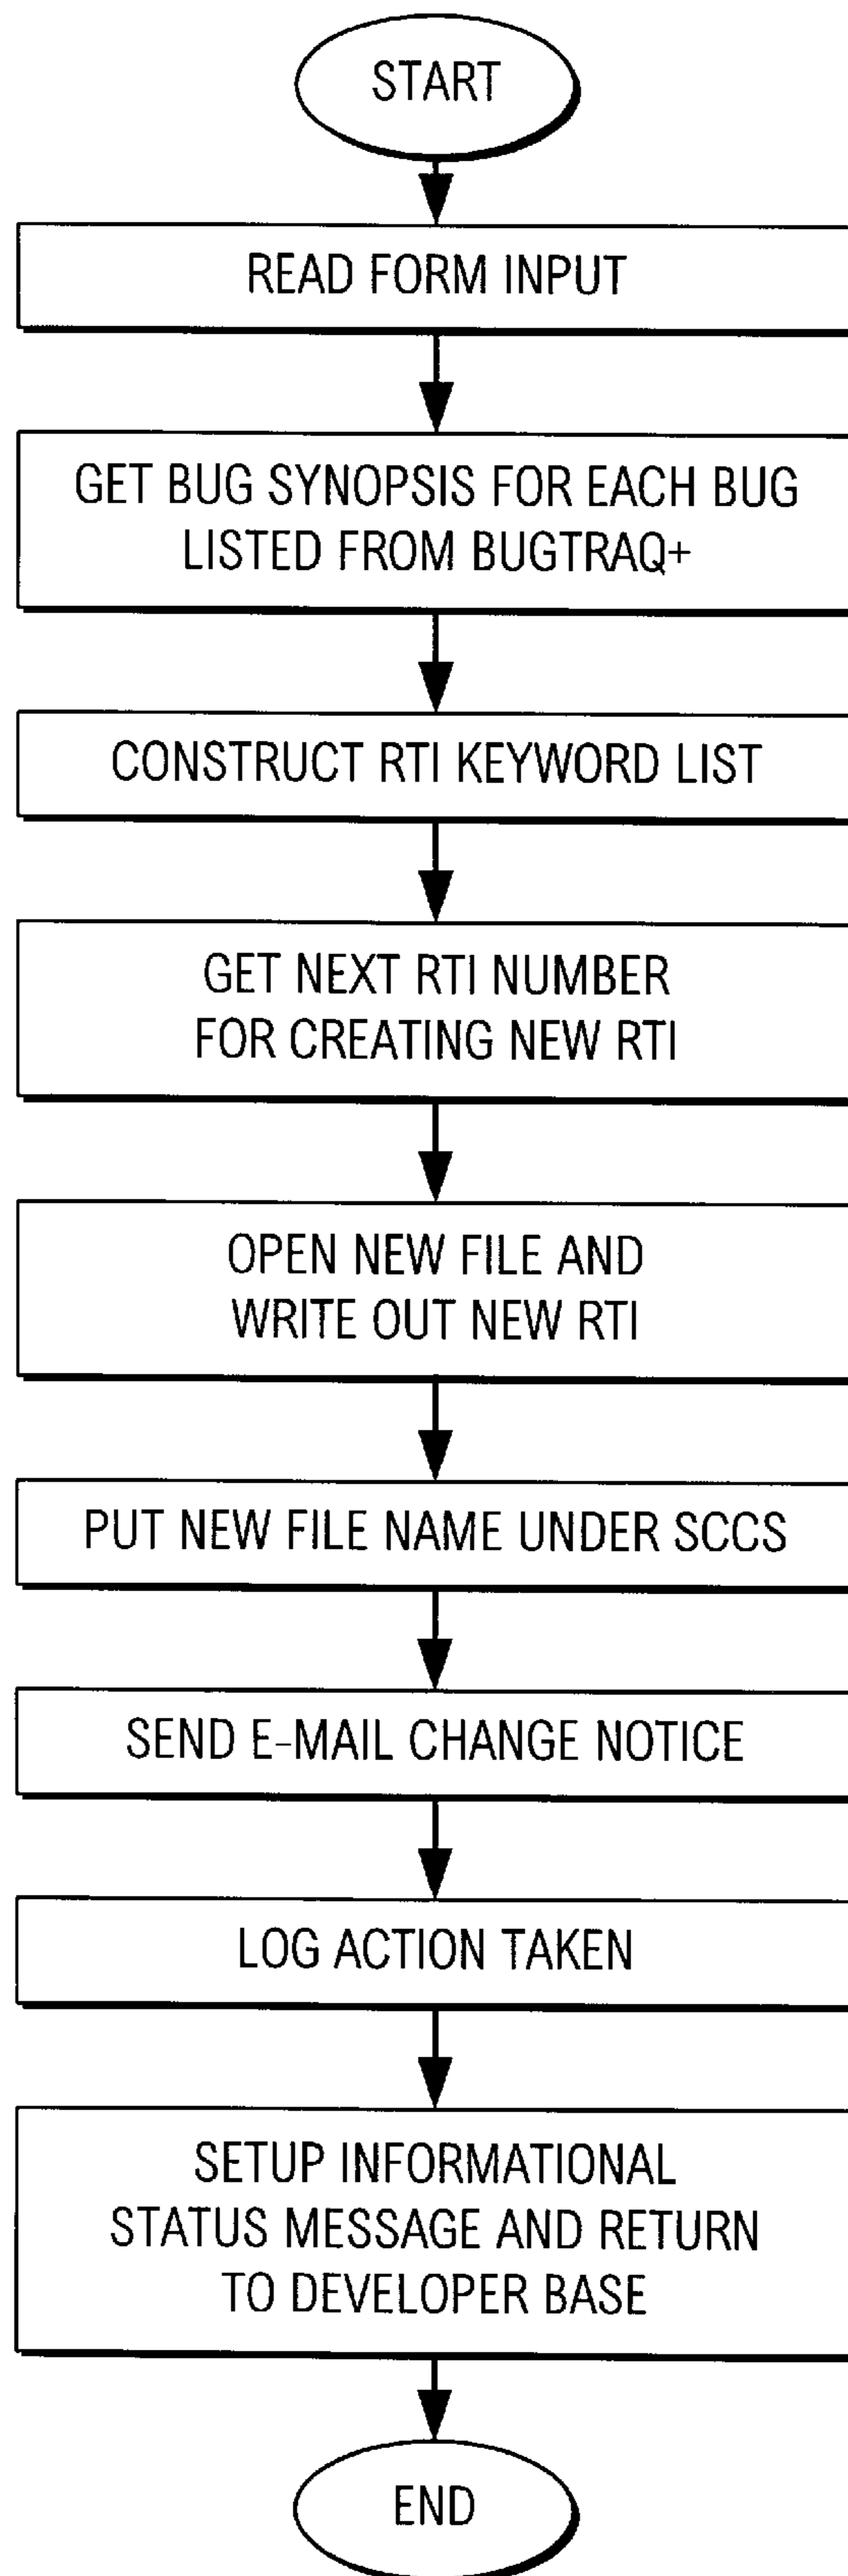 START
READ FORM INPUT
GET BUG SYNOPSIS FOR EACH BUG
LISTED FROM BUGTRAQ+
CONSTRUCT RTI KEYWORD LIST
GET NEXT RTI NUMBER
FOR CREATING NEW RTI
OPEN NEW FILE AND
WRITE OUT NEW RTI
PUT NEW FILE NAME UNDER SCCS
SEND E-MAIL CHANGE NOTICE
LOG ACTION TAKEN
SETUP INFORMATIONAL
STATUS MESSAGE AND RETURN
TO DEVELOPER BASE
END